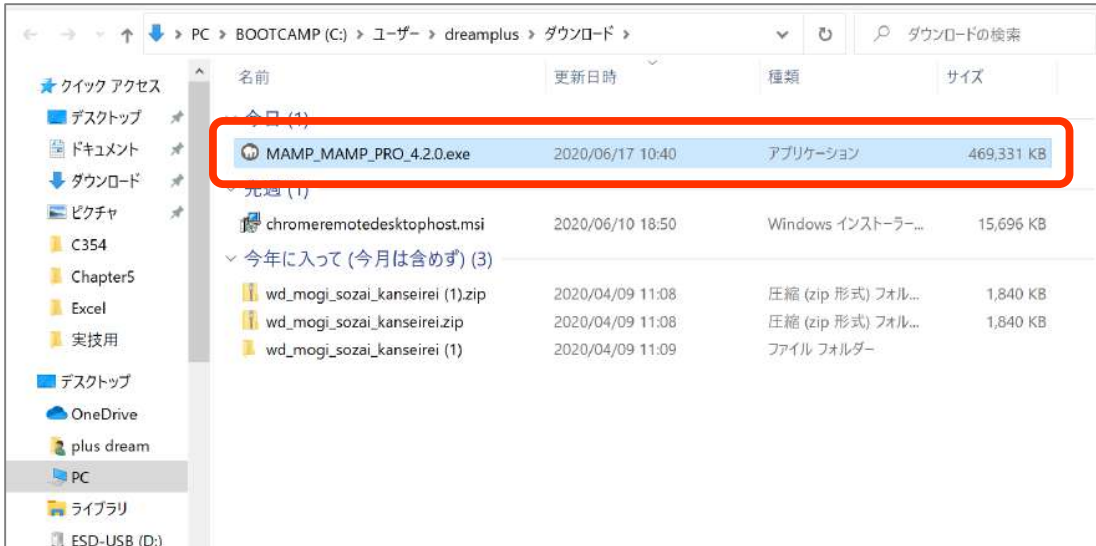 PC > BOOTCAMP (C:) > ユーザー > dreamplus > ダウンロード >
ダウンロードの検索
名前 更新日時 種類 サイズ
クイック アクセス
デスクトップ
ドキュメント
ダウンロード
ピクチャ
C354
Chapter5
Excel
実技用
デスクトップ
OneDrive
plus dream
PC
ライブラリ
ESD-USB (D:)
今日 (1)
MAMP_MAMP_PRO_4.2.0.exe 2020/06/17 10:40 アプリケーション 469,331 KB
先週 (1)
chromeremotedesktophost.msi 2020/06/10 18:50 Windows インストーラー... 15,696 KB
今年に入って (今月は含めず) (3)
wd_mogi_sozai_kanseirei (1).zip 2020/04/09 11:08 圧縮 (zip 形式) フォル... 1,840 KB
wd_mogi_sozai_kanseirei.zip 2020/04/09 11:08 圧縮 (zip 形式) フォル... 1,840 KB
wd_mogi_sozai_kanseirei (1) 2020/04/09 11:09 ファイル フォルダー